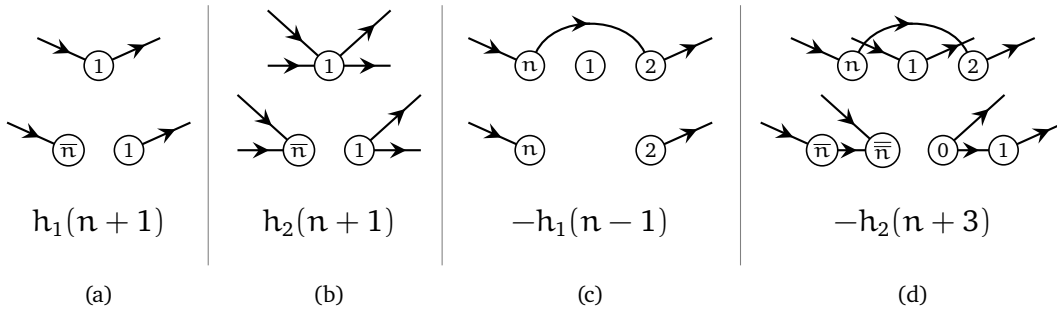 1 1 n 1 2 n 1 2
n̅ 1 n̅ 1 n 2 n̅ n̿ 0 1
h₁(n + 1) h₂(n + 1) −h₁(n − 1) −h₂(n + 3)
(a) (b) (c) (d)